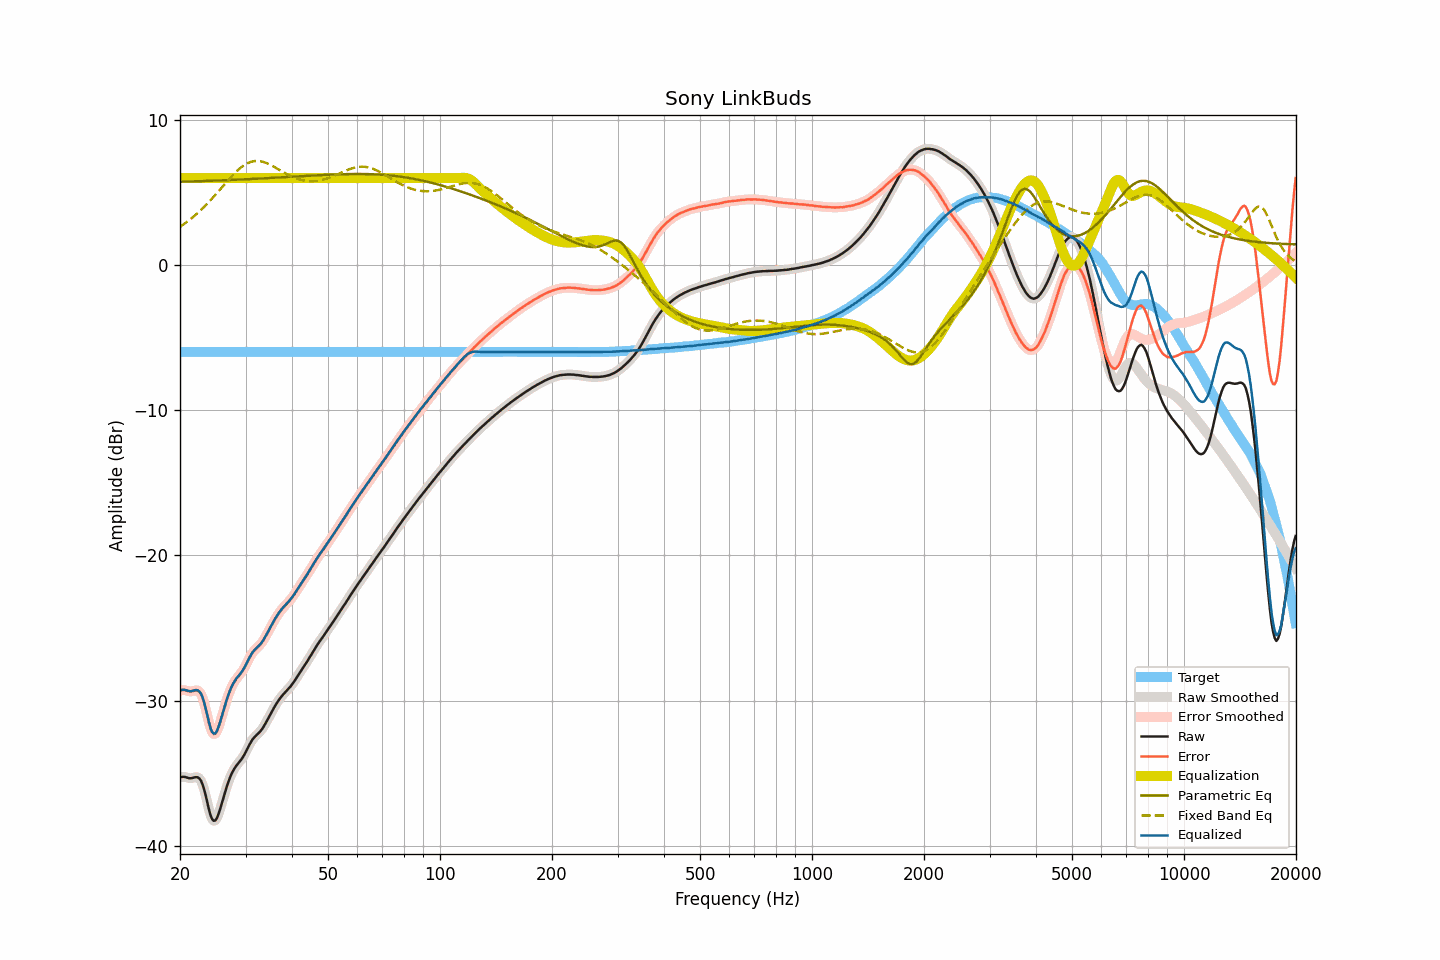 Sony LinkBuds
10
0
−10
−20
−30
−40
Amplitude (dBr)
20 50 100 200 500 1000 2000 5000 10000 20000
Frequency (Hz)
Target
Raw Smoothed
Error Smoothed
Raw
Error
Equalization
Parametric Eq
Fixed Band Eq
Equalized